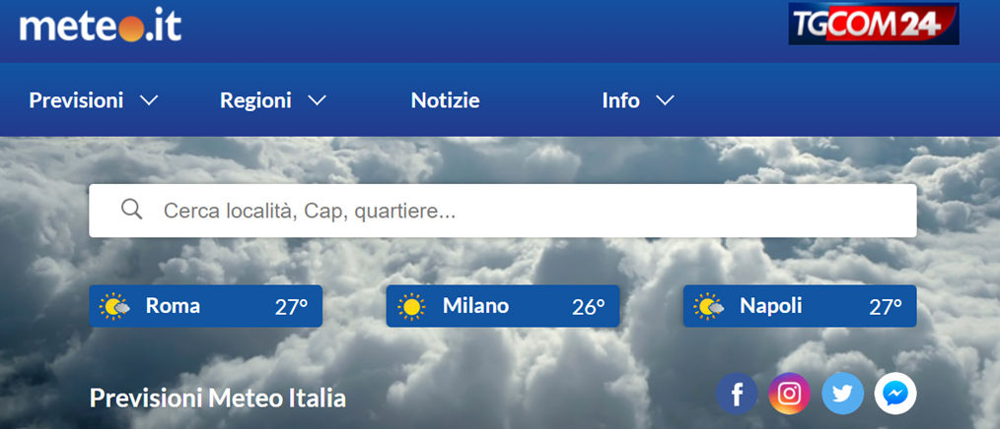 meteo.it
TGCOM24
Previsioni
Regioni
Notizie
Info
Cerca località, Cap, quartiere...
Roma 27°
Milano 26°
Napoli 27°
Previsioni Meteo Italia